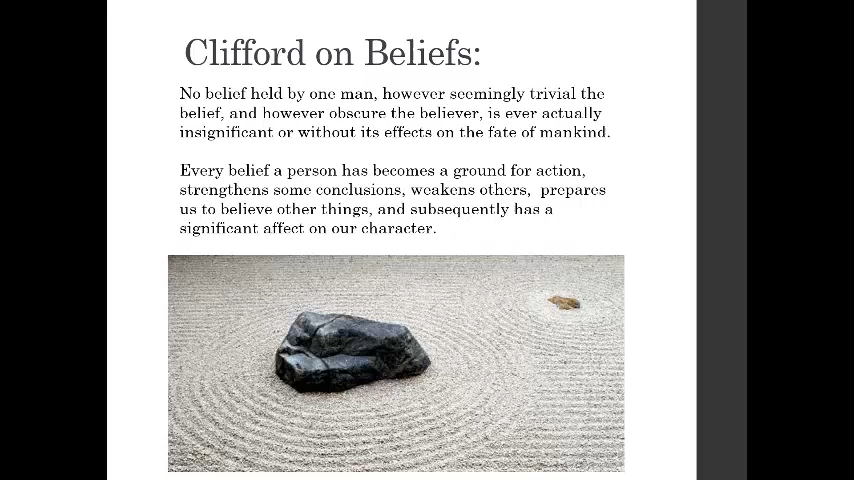 Clifford on Beliefs:
No belief held by one man, however seemingly trivial the
belief, and however obscure the believer, is ever actually
insignificant or without its effects on the fate of mankind.
Every belief a person has becomes a ground for action,
strengthens some conclusions, weakens others,  prepares
us to believe other things, and subsequently has a
significant affect on our character.